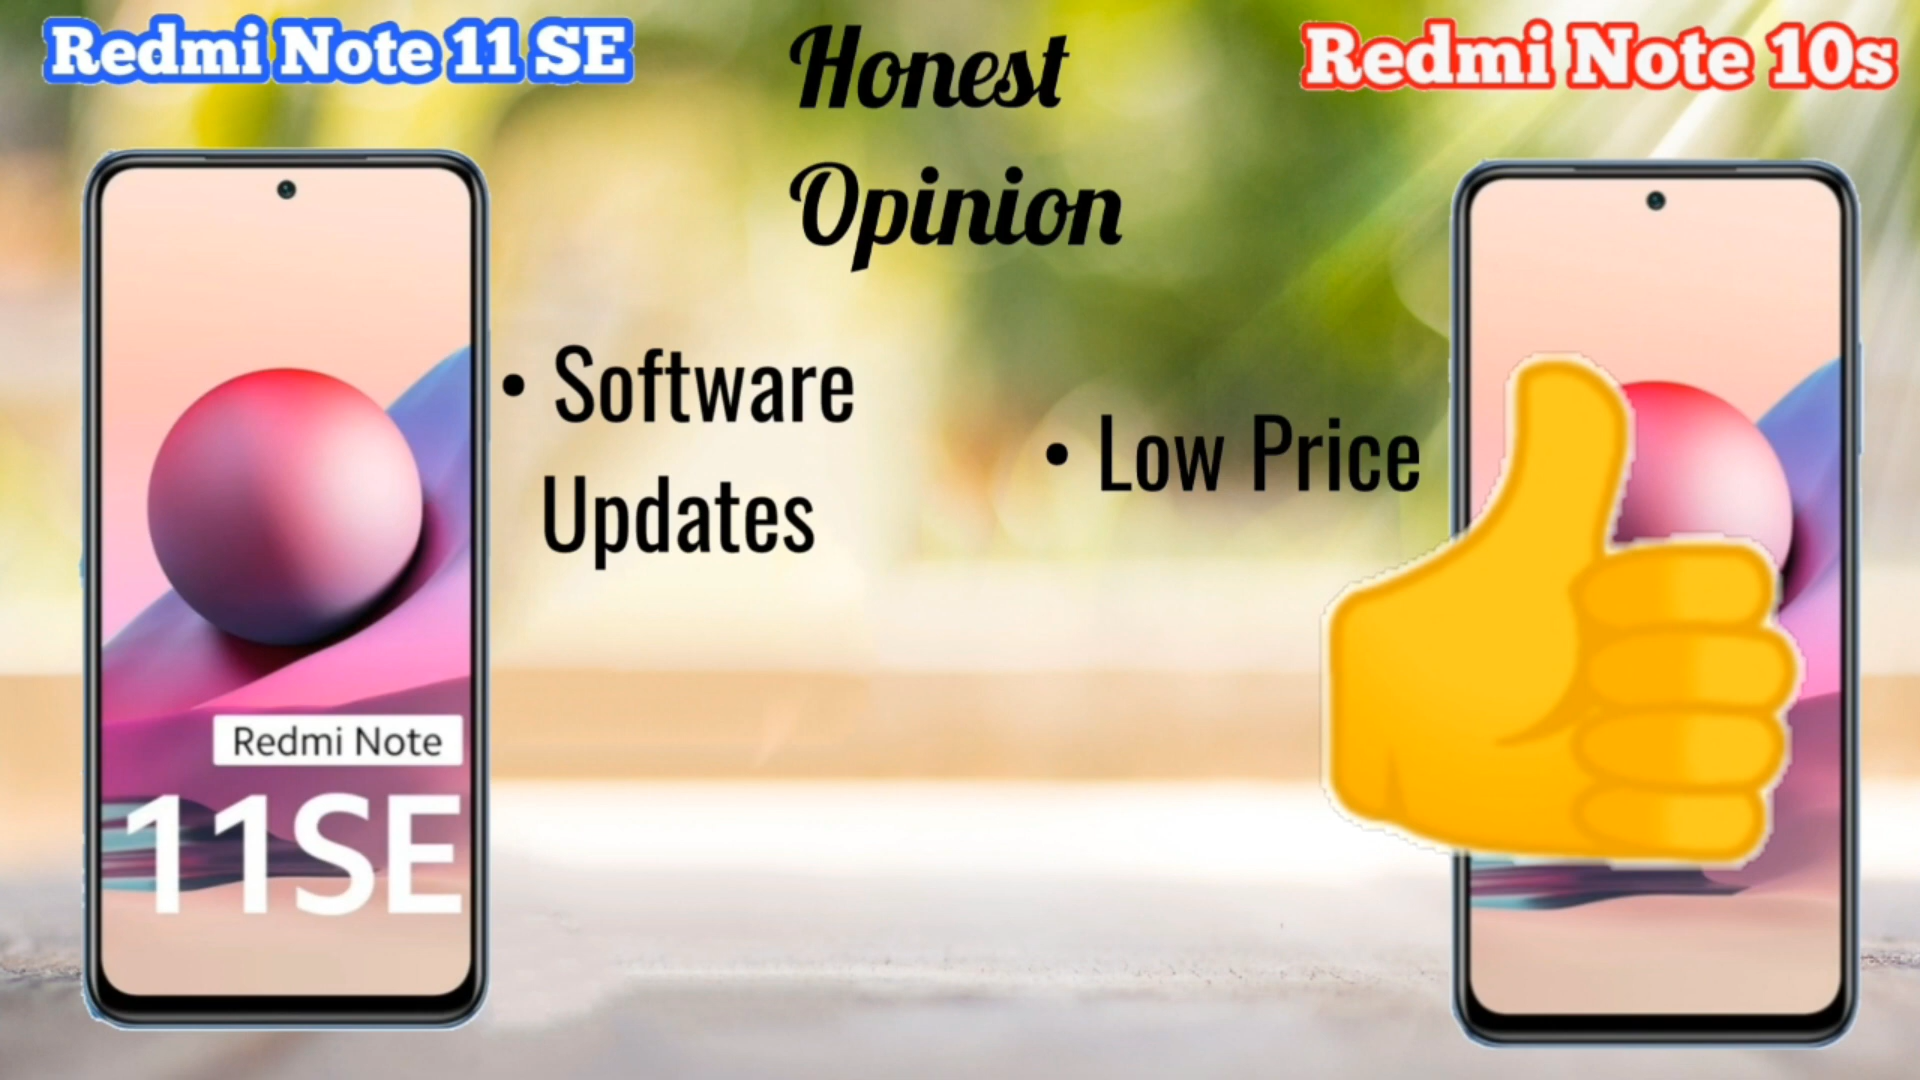 Redmi Note 11 SE
Honest
Opinion
Redmi Note 10s
• Software
Updates
• Low Price
Redmi Note
11SE